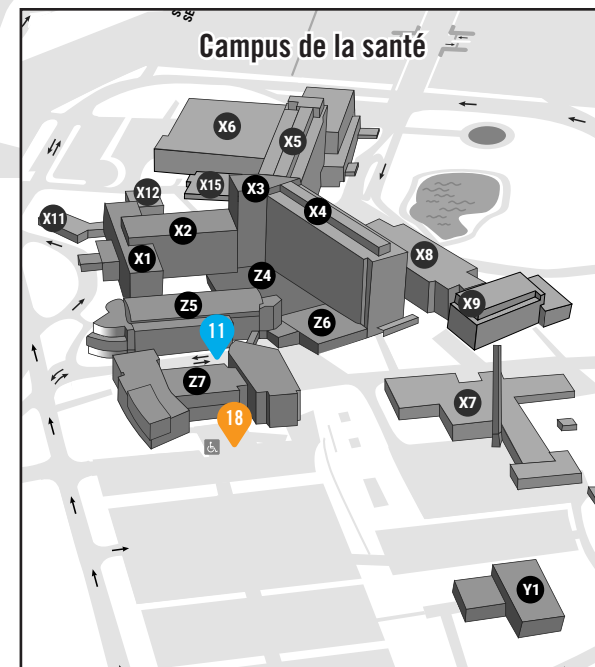 Campus de la santé
X6
X5
X15
X3
X12
X4
X11
X2
X8
X1
Z4
X9
Z5
Z6
11
Z7
X7
18
Y1